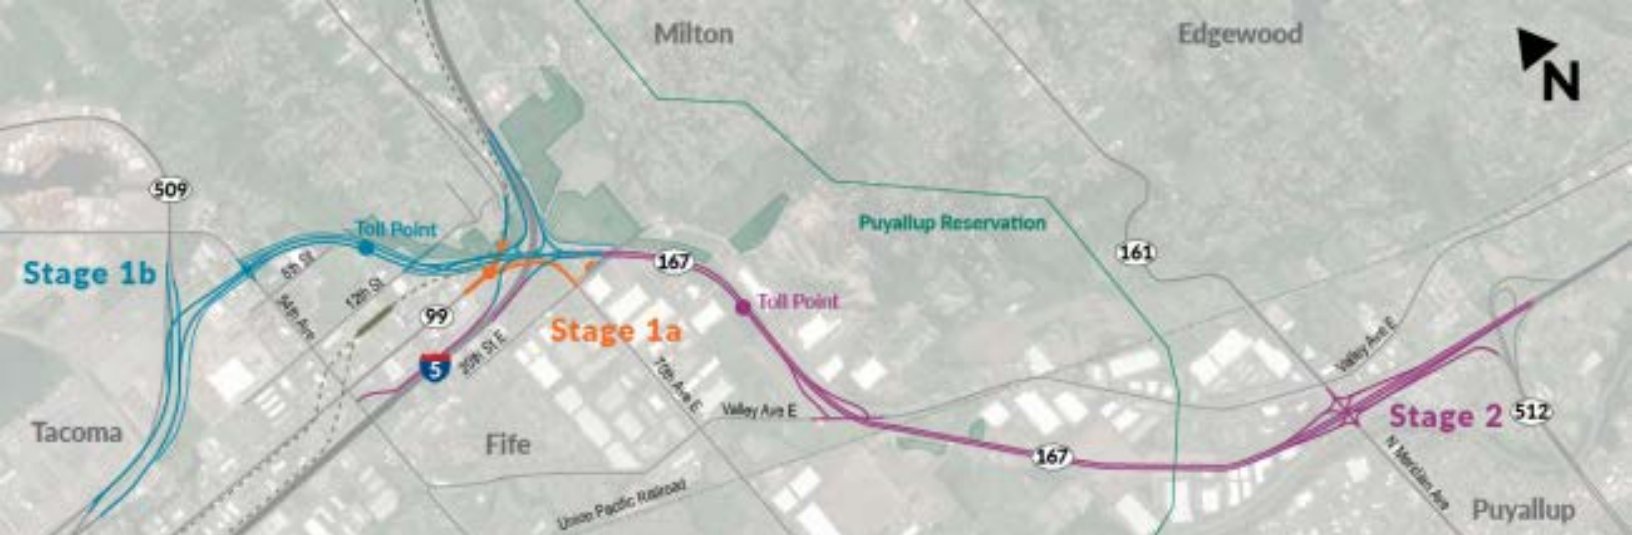 Milton
Edgewood
N
509
Toll Point
Puyallup Reservation
Stage 1b
8th St
167
161
12th St
54th Ave
99
Toll Point
Stage 1a
5
20th St E
70th Ave E
Valley Ave E
Valley Ave E
Stage 2
512
Tacoma
Fife
167
N Meridian Ave
Union Pacific Railroad
Puyallup